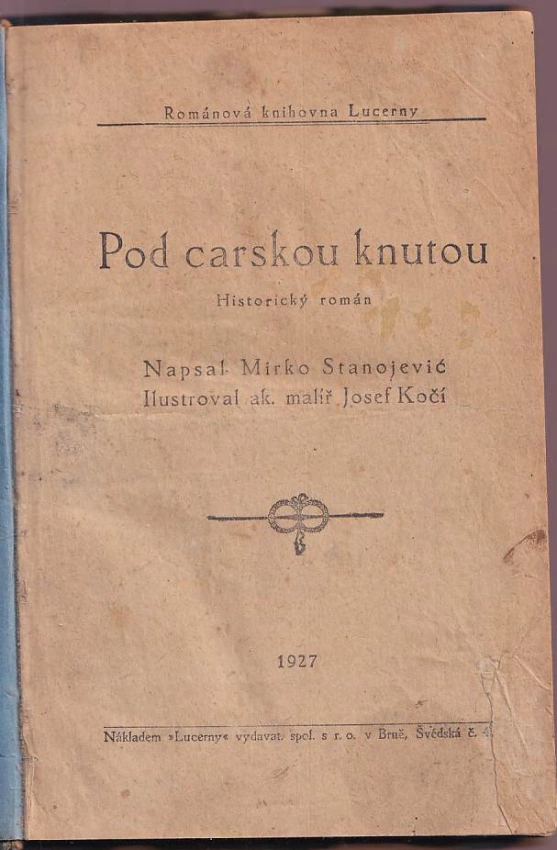 Románová knihovna Lucerny
Pod carskou knutou
Historický román
Napsal Mirko Stanojević
Ilustroval ak. malíř Josef Kočí
1927
Nákladem »Lucerny« vydavat. spol. s r. o. v Brně, Švédská č. 4.